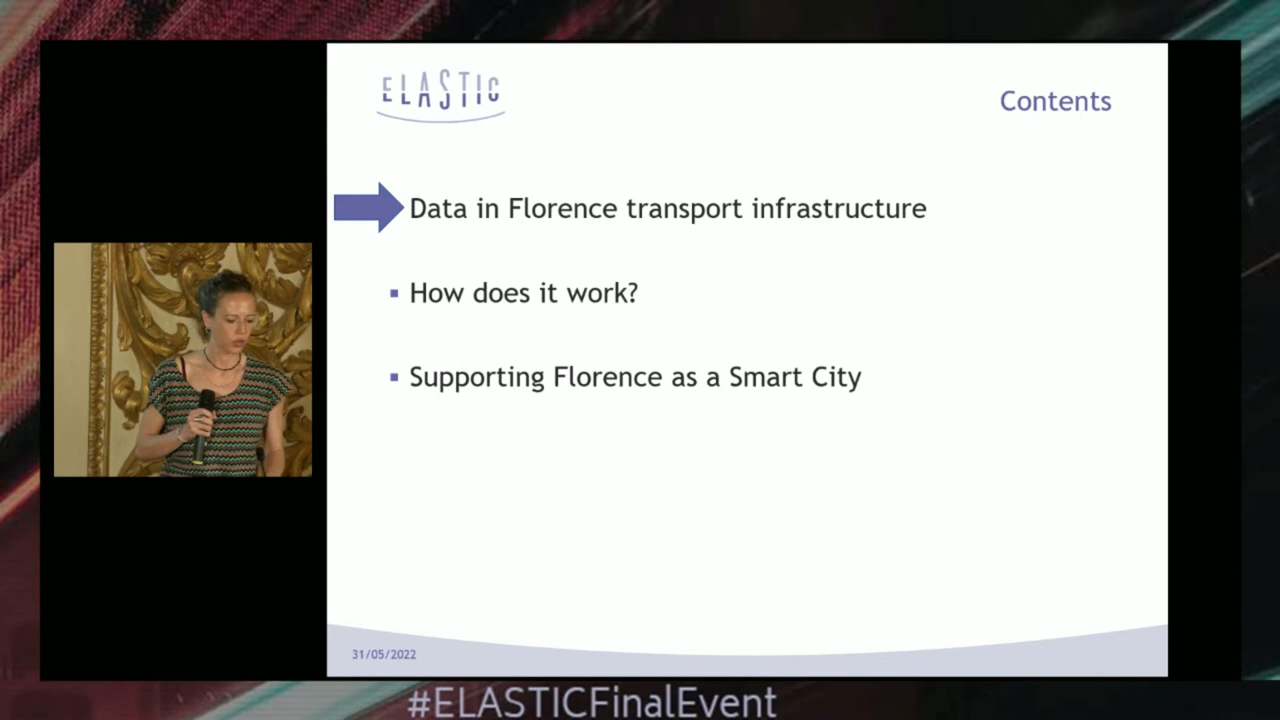 ELASTIC
Contents
Data in Florence transport infrastructure
▪ How does it work?
▪ Supporting Florence as a Smart City
31/05/2022
#ELASTICFinalEvent